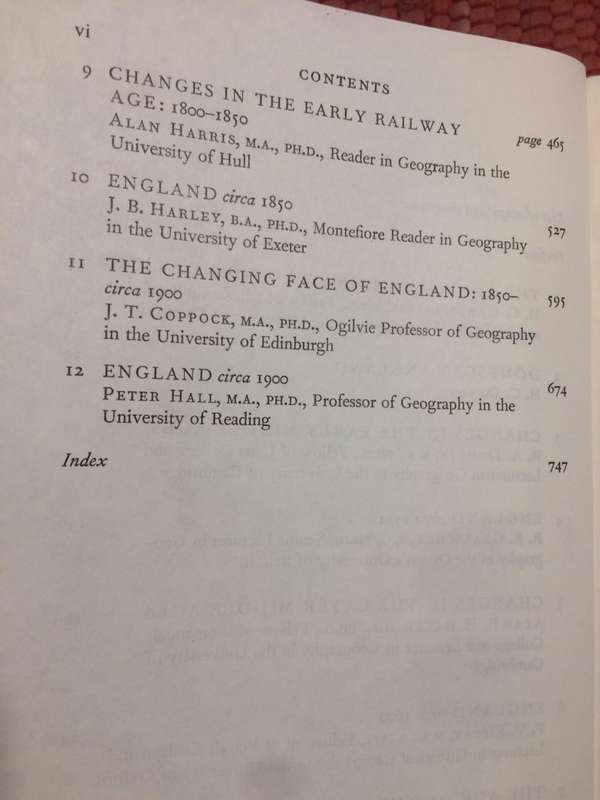 vi
CONTENTS
9 CHANGES IN THE EARLY RAILWAY
AGE: 1800–1850 page 465
ALAN HARRIS, M.A., PH.D., Reader in Geography in the
University of Hull
10 ENGLAND circa 1850 527
J. B. HARLEY, B.A., PH.D., Montefiore Reader in Geography
in the University of Exeter
11 THE CHANGING FACE OF ENGLAND: 1850–
circa 1900 595
J. T. COPPOCK, M.A., PH.D., Ogilvie Professor of Geography
in the University of Edinburgh
12 ENGLAND circa 1900 674
PETER HALL, M.A., PH.D., Professor of Geography in the
University of Reading
Index 747